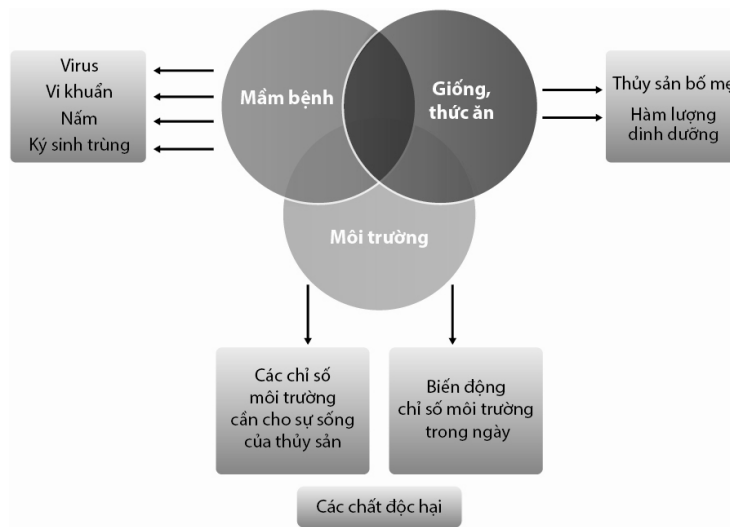 Virus
Vi khuẩn
Nấm
Ký sinh trùng
Mầm bệnh
Giống,
thức ăn
Thủy sản bố mẹ
Hàm lượng
dinh dưỡng
Môi trường
Các chỉ số
môi trường
cần cho sự sống
của thủy sản
Biến động
chỉ số môi trường
trong ngày
Các chất độc hại